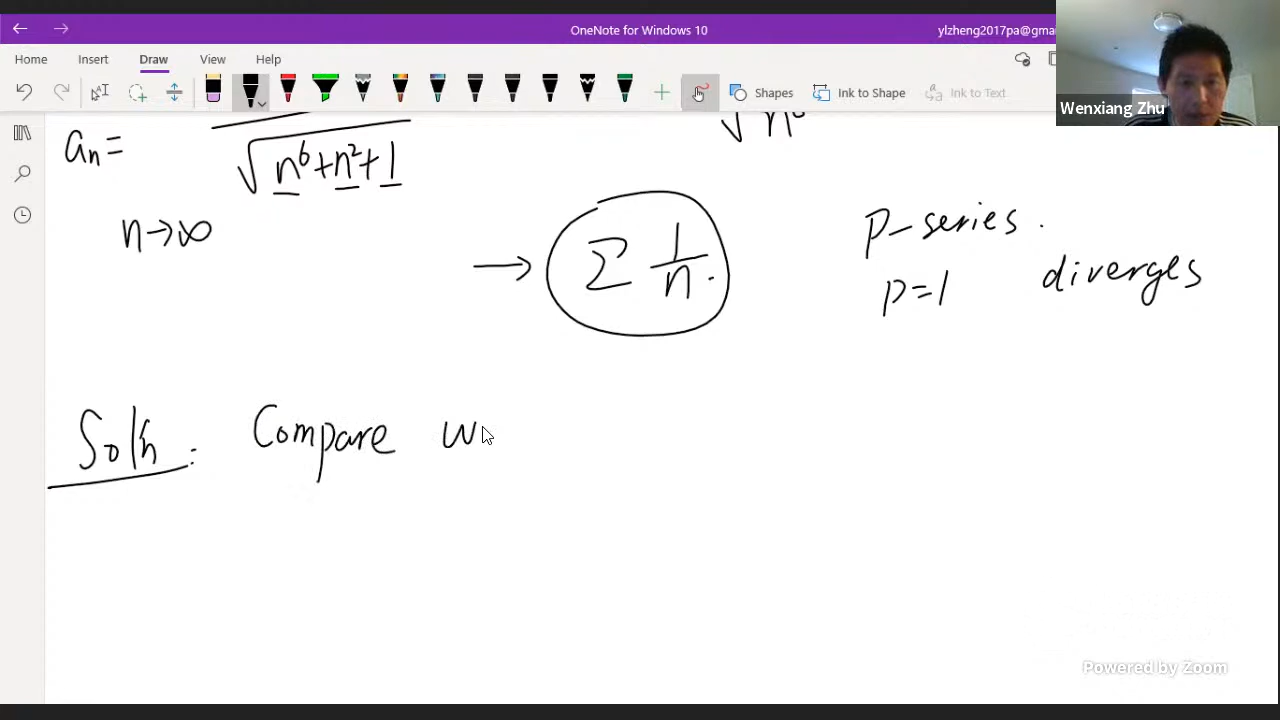 OneNote for Windows 10
ylzheng2017pa@gma
Home Insert Draw View Help
Shapes
Ink to Shape
Ink to Text
Wenxiang Zhu
aₙ= √n⁶+n²+1
n→∞
→ Σ 1/n.
p-series.
p=1 diverges
Sol'n: Compare w
Powered by Zoom